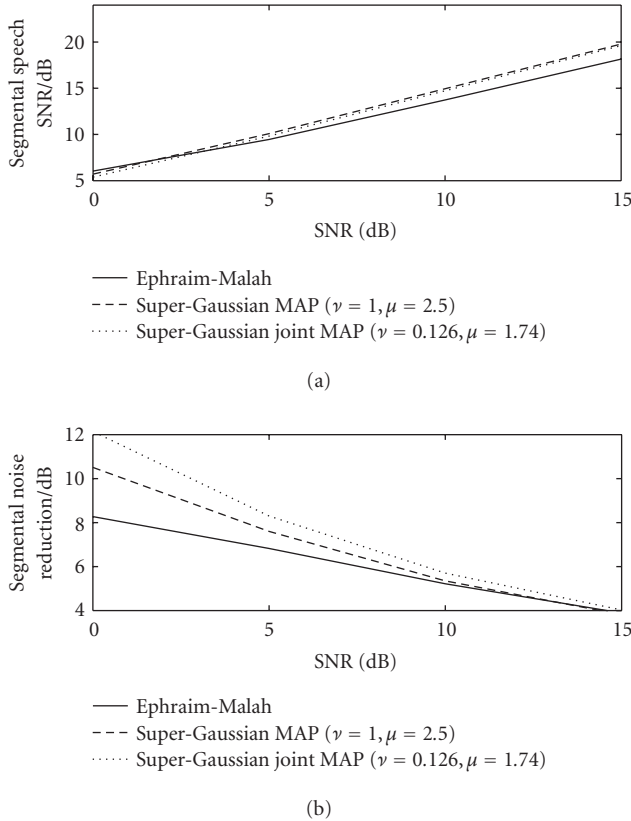 Segmental speech
SNR/dB
20
15
10
5
0
5
10
15
SNR (dB)
Ephraim-Malah
Super-Gaussian MAP (ν = 1, μ = 2.5)
Super-Gaussian joint MAP (ν = 0.126, μ = 1.74)
(a)
Segmental noise
reduction/dB
12
10
8
6
4
0
5
10
15
SNR (dB)
Ephraim-Malah
Super-Gaussian MAP (ν = 1, μ = 2.5)
Super-Gaussian joint MAP (ν = 0.126, μ = 1.74)
(b)